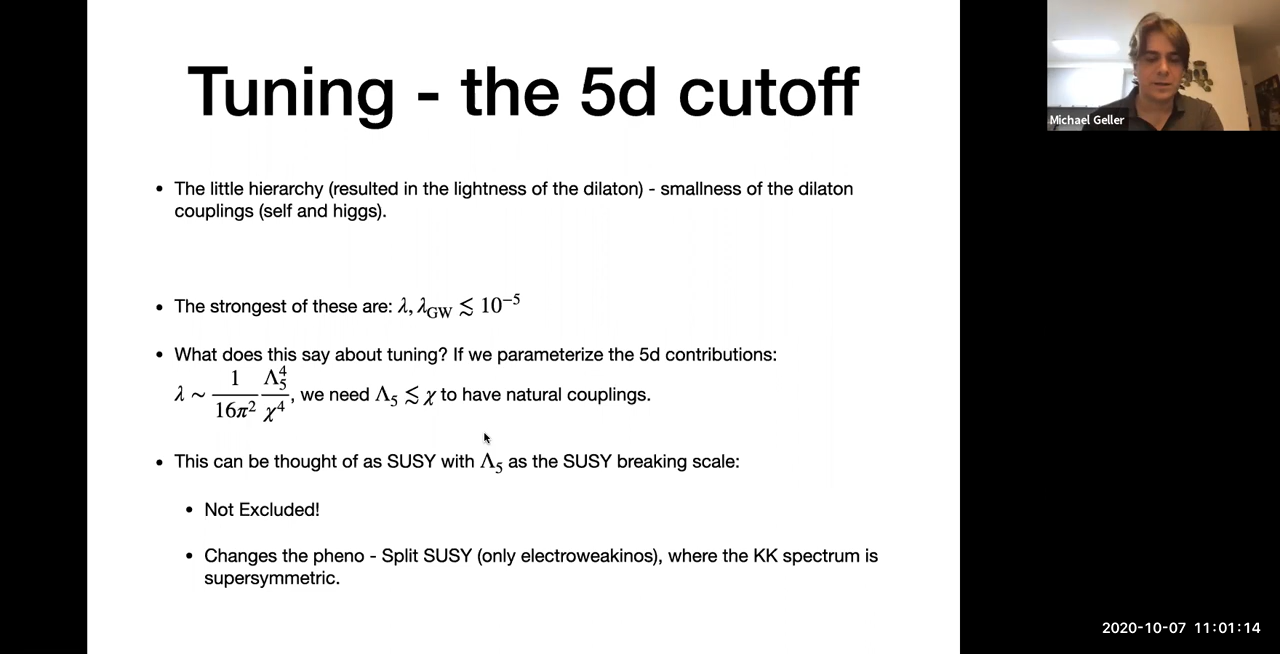 Tuning - the 5d cutoff
Michael Geller
• The little hierarchy (resulted in the lightness of the dilaton) - smallness of the dilaton
couplings (self and higgs).
• The strongest of these are: λ, λ_GW ≲ 10⁻⁵
• What does this say about tuning? If we parameterize the 5d contributions:
λ ∼ 1/16π² Λ₅⁴/χ⁴, we need Λ₅ ≲ χ to have natural couplings.
• This can be thought of as SUSY with Λ₅ as the SUSY breaking scale:
• Not Excluded!
• Changes the pheno - Split SUSY (only electroweakinos), where the KK spectrum is
supersymmetric.
2020-10-07 11:01:14